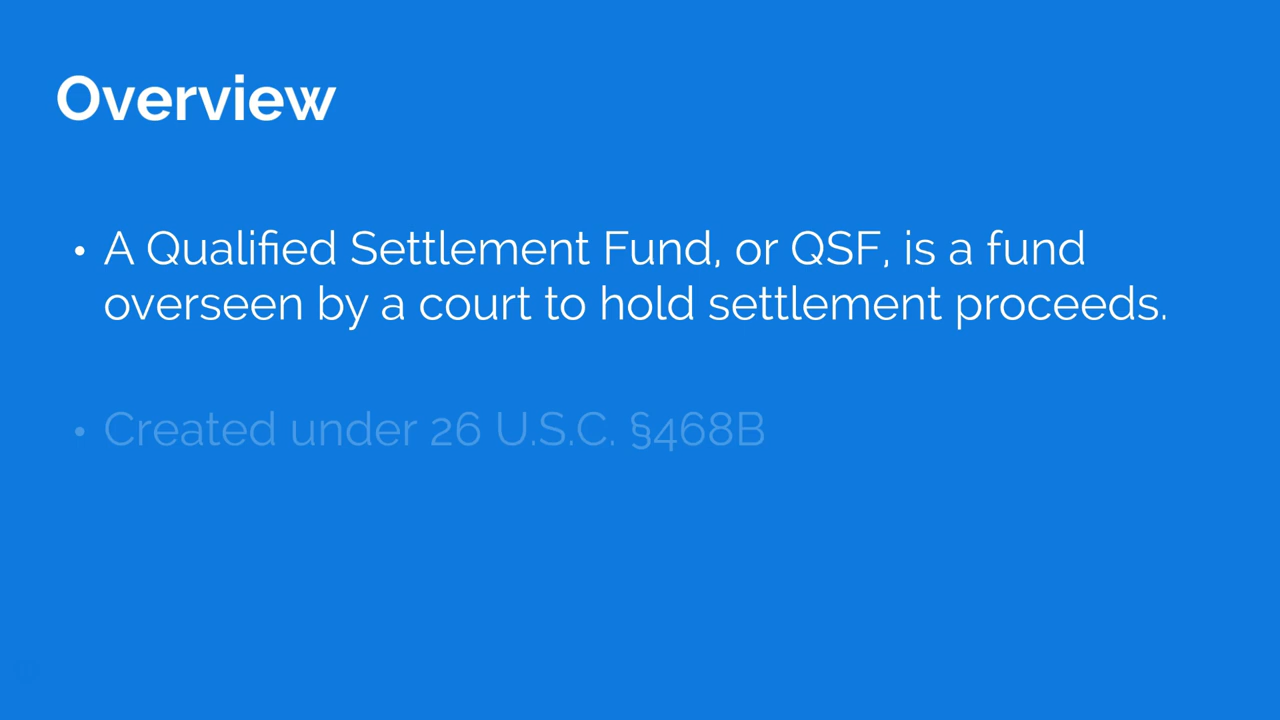 Overview
• A Qualified Settlement Fund, or QSF, is a fund
overseen by a court to hold settlement proceeds.
• Created under 26 U.S.C. §468B